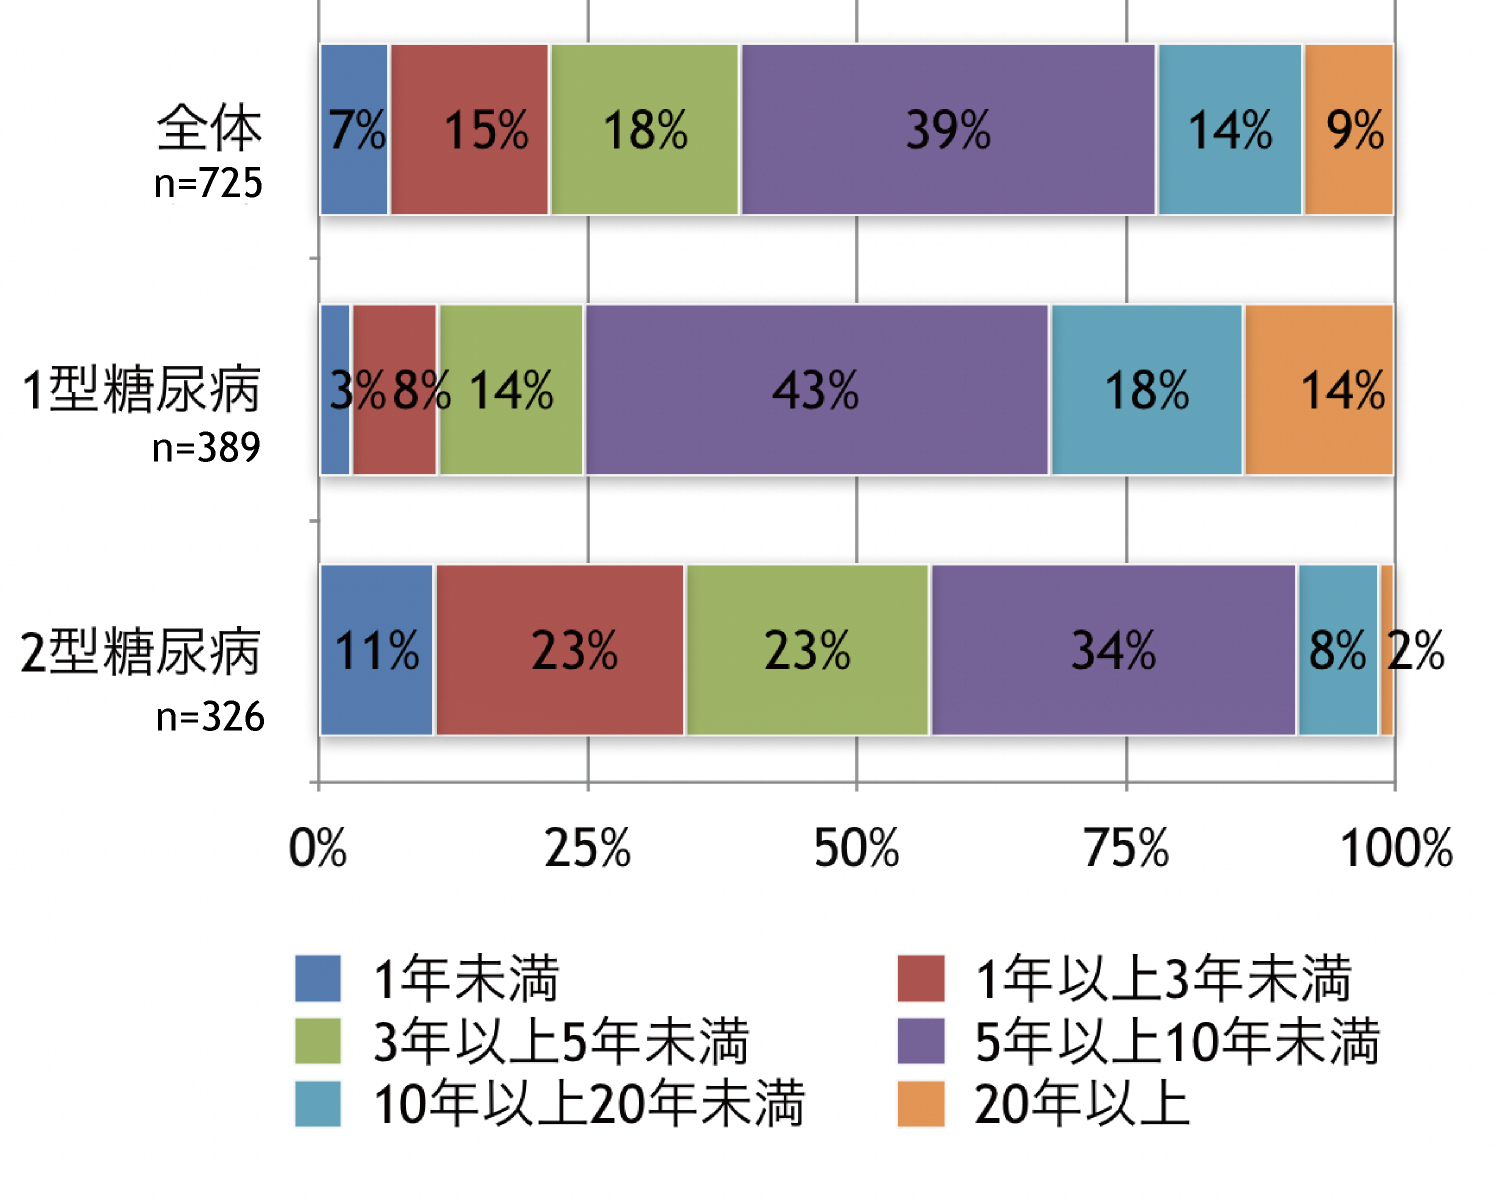 全体
n=725
7% 15% 18% 39% 14% 9%
1型糖尿病
n=389
3% 8% 14% 43% 18% 14%
2型糖尿病
n=326
11% 23% 23% 34% 8% 2%
0% 25% 50% 75% 100%
1年未満 1年以上3年未満
3年以上5年未満 5年以上10年未満
10年以上20年未満 20年以上